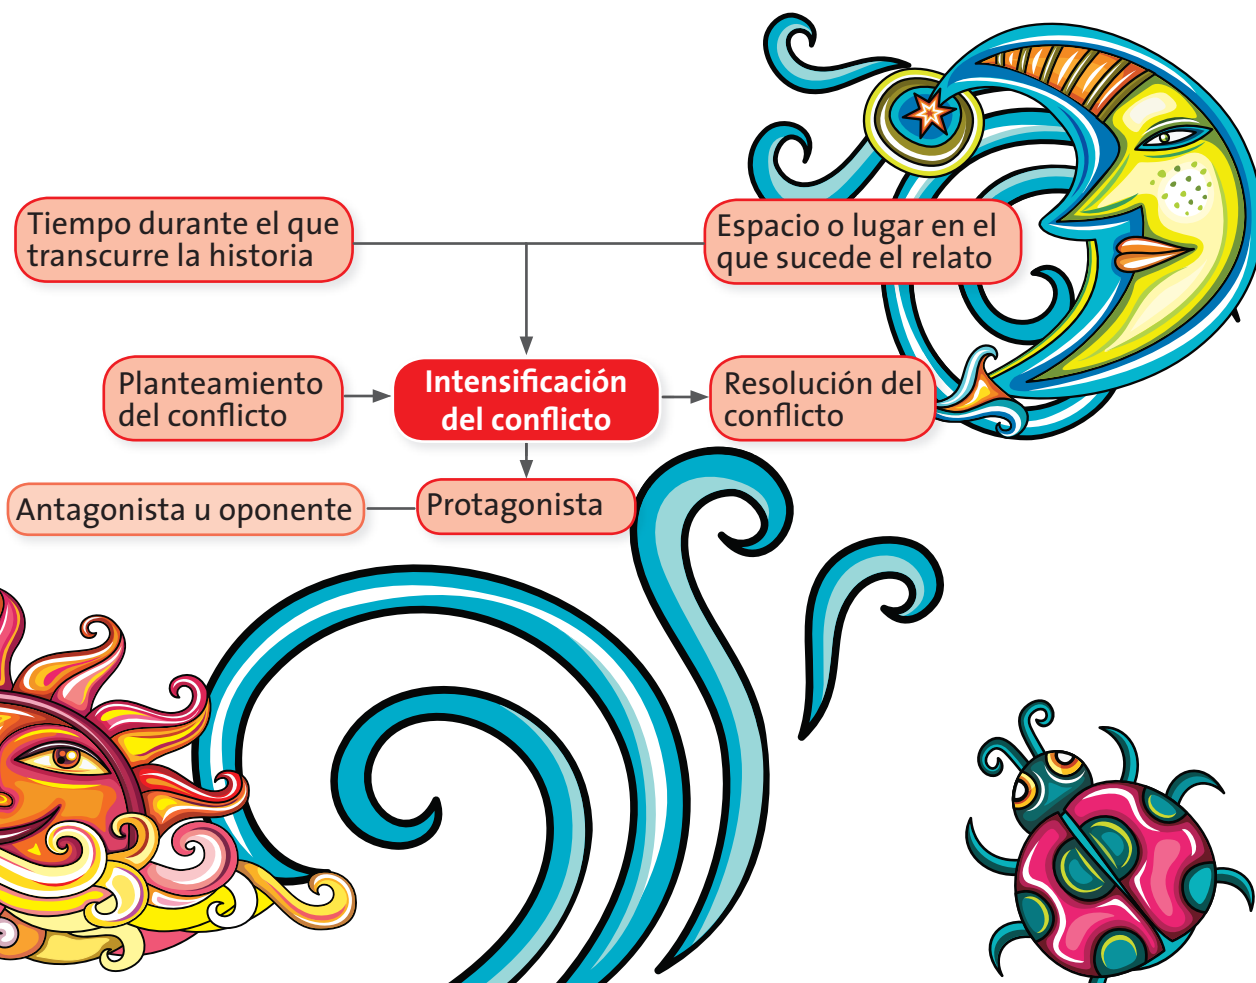 Tiempo durante el que
transcurre la historia
Espacio o lugar en el
que sucede el relato
Planteamiento
del conflicto
Intensificación
del conflicto
Resolución del
conflicto
Antagonista u oponente
Protagonista